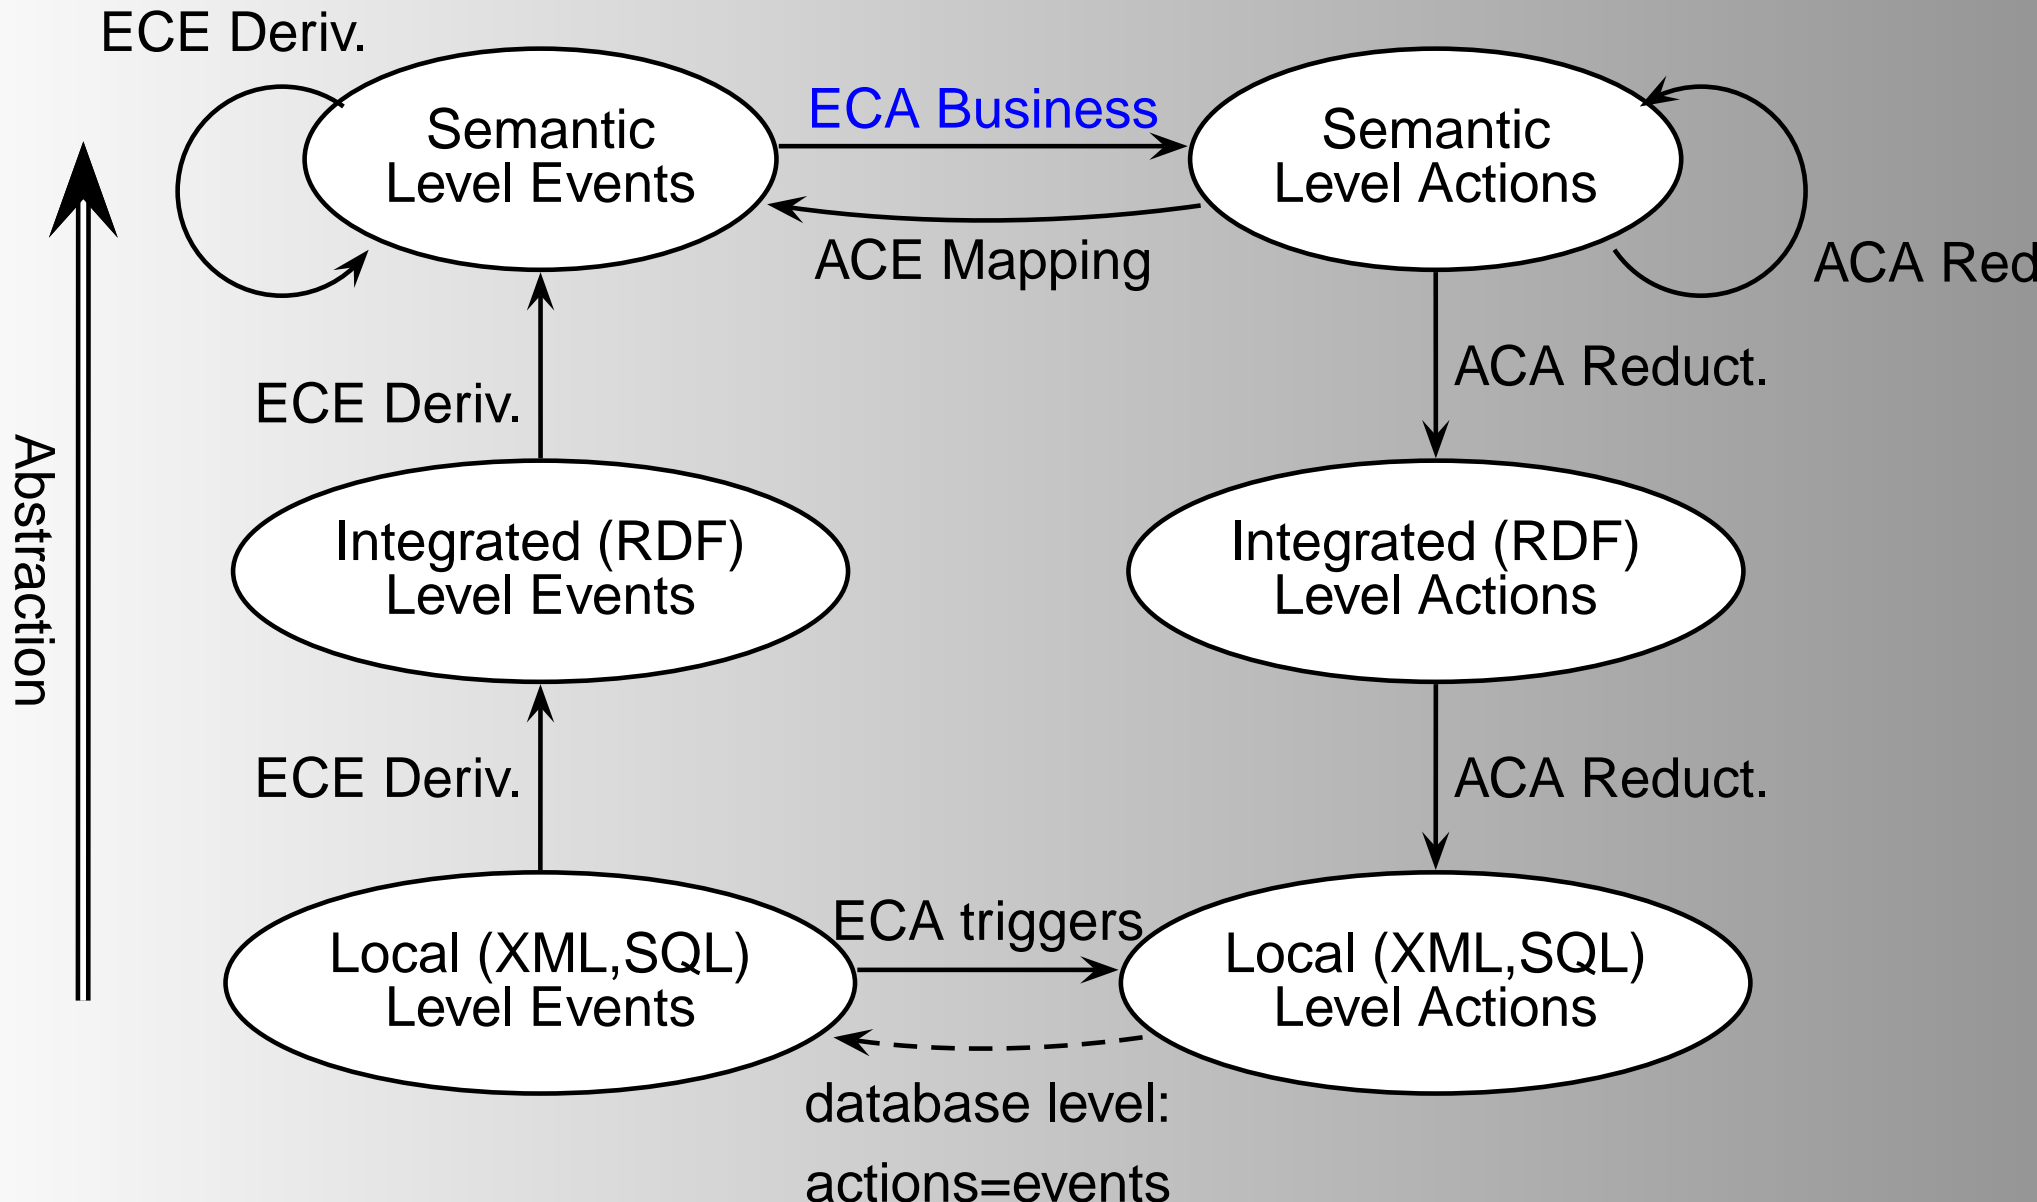 ECE Deriv.
Semantic
Level Events
ECA Business
Semantic
Level Actions
ACE Mapping
ACA Red
ECE Deriv.
ACA Reduct.
Abstraction
Integrated (RDF)
Level Events
Integrated (RDF)
Level Actions
ECE Deriv.
ACA Reduct.
Local (XML,SQL)
Level Events
ECA triggers
Local (XML,SQL)
Level Actions
database level:
actions=events